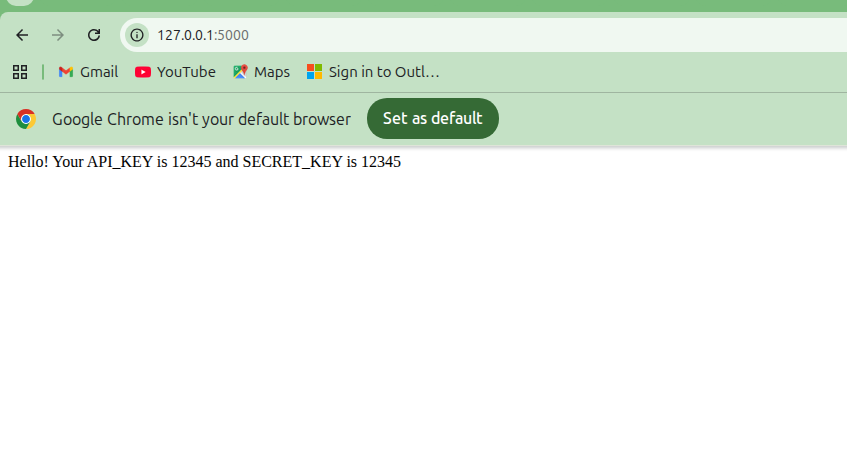 127.0.0.1:5000
Gmail YouTube Maps Sign in to Outl...
Google Chrome isn't your default browser Set as default
Hello! Your API_KEY is 12345 and SECRET_KEY is 12345